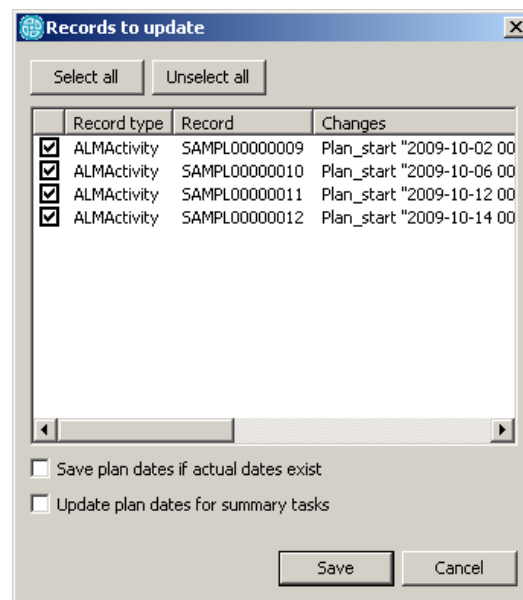 Records to update
Select all Unselect all
Record type Record Changes
ALMActivity SAMPL00000009 Plan_start "2009-10-02 00
ALMActivity SAMPL00000010 Plan_start "2009-10-06 00
ALMActivity SAMPL00000011 Plan_start "2009-10-12 00
ALMActivity SAMPL00000012 Plan_start "2009-10-14 00
Save plan dates if actual dates exist
Update plan dates for summary tasks
Save Cancel